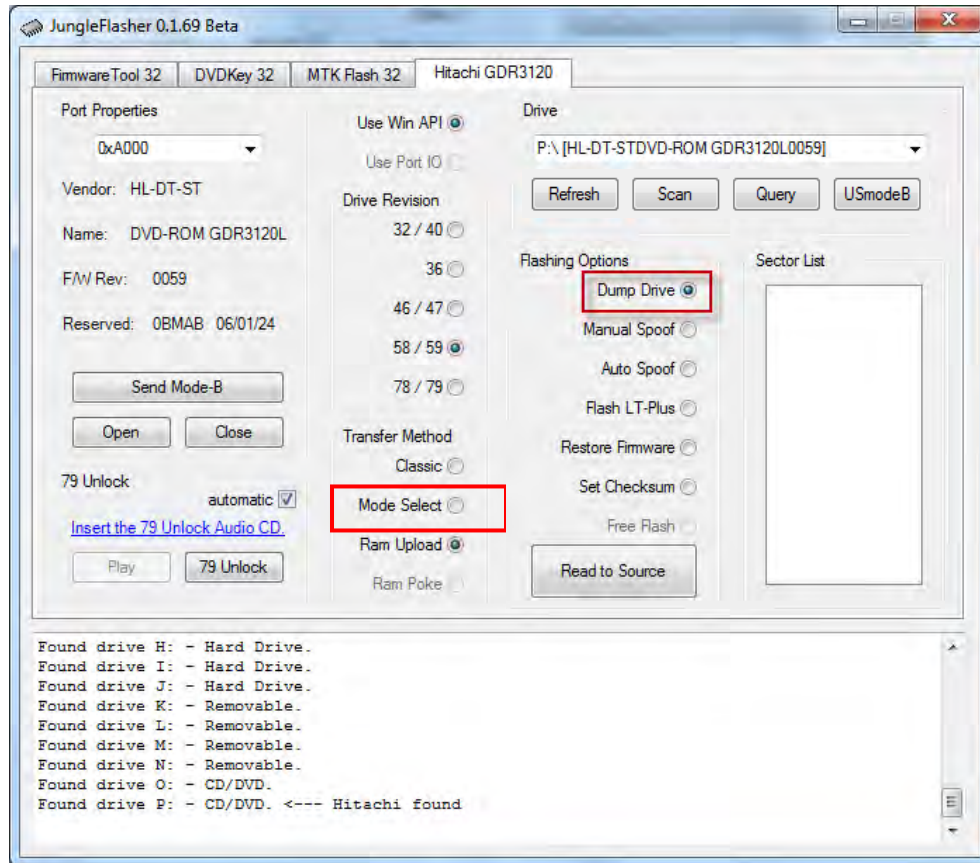 JungleFlasher 0.1.69 Beta
FirmwareTool 32
DVDKey 32
MTK Flash 32
Hitachi GDR3120
Port Properties
0xA000
Vendor: HL-DT-ST
Name: DVD-ROM GDR3120L
F/W Rev: 0059
Reserved: 0BMAB 06/01/24
Send Mode-B
Open
Close
79 Unlock
automatic
Insert the 79 Unlock Audio CD.
Play
79 Unlock
Use Win API
Use Port IO
Drive Revision
32 / 40
36
46 / 47
58 / 59
78 / 79
Transfer Method
Classic
Mode Select
Ram Upload
Ram Poke
Drive
P:\ [HL-DT-STDVD-ROM GDR3120L0059]
Refresh
Scan
Query
USmodeB
Flashing Options
Dump Drive
Manual Spoof
Auto Spoof
Flash LT-Plus
Restore Firmware
Set Checksum
Free Flash
Read to Source
Sector List
Found drive H: - Hard Drive.
Found drive I: - Hard Drive.
Found drive J: - Hard Drive.
Found drive K: - Removable.
Found drive L: - Removable.
Found drive M: - Removable.
Found drive N: - Removable.
Found drive O: - CD/DVD.
Found drive P: - CD/DVD. <--- Hitachi found